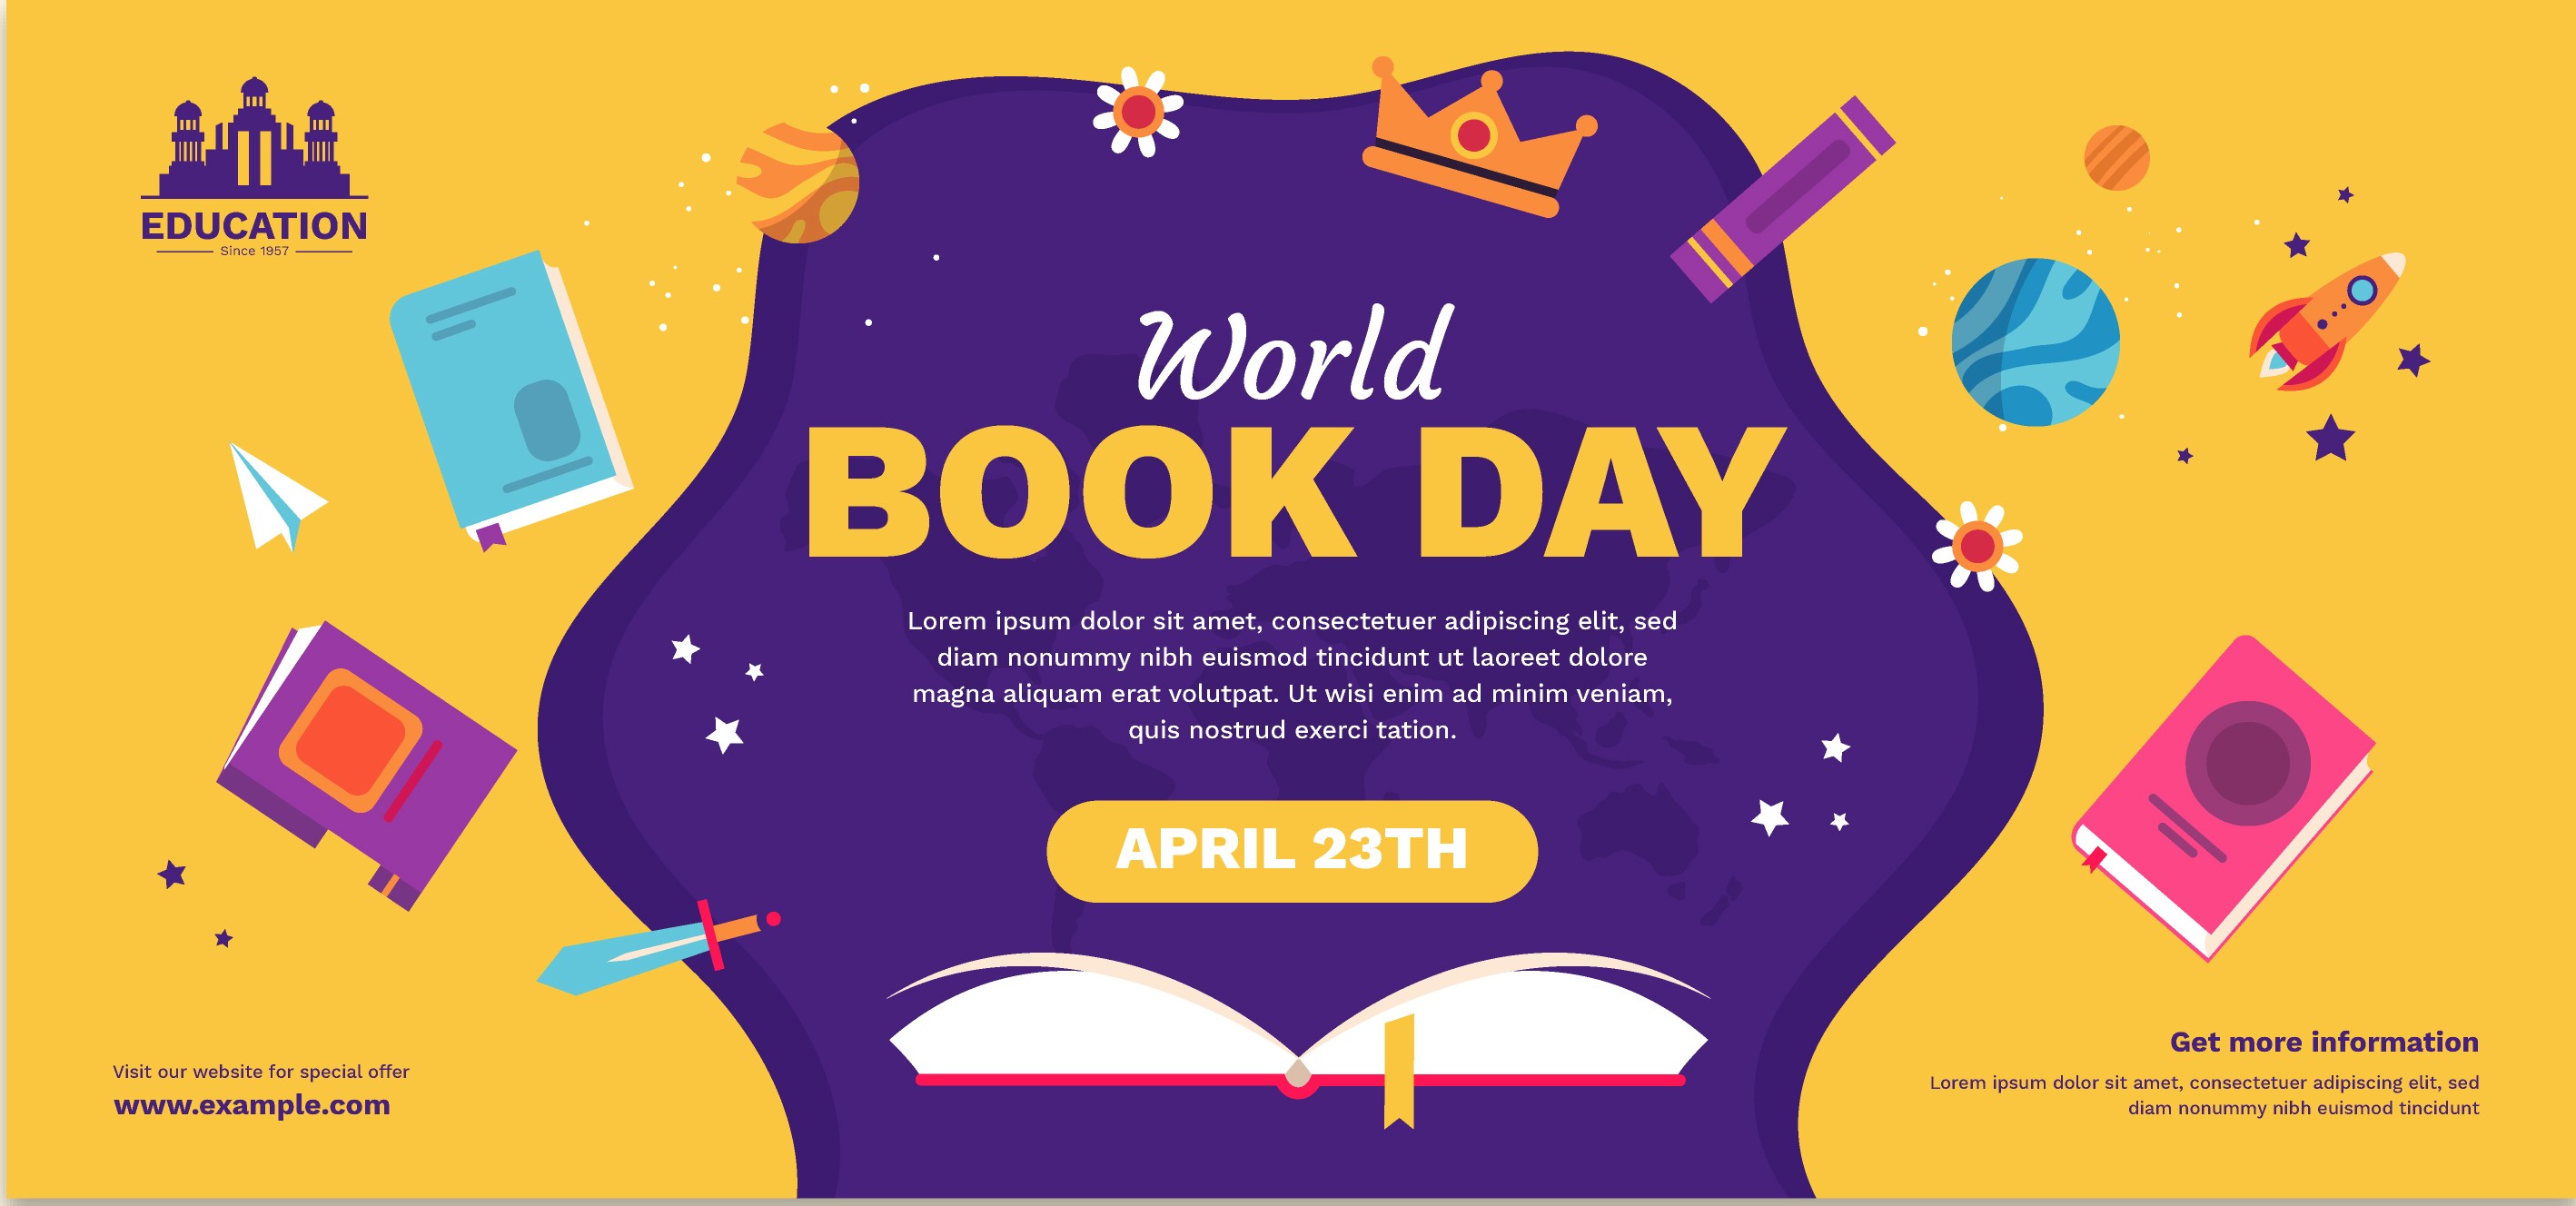 EDUCATION
Since 1957
World
BOOK DAY
Lorem ipsum dolor sit amet, consectetuer adipiscing elit, sed
diam nonummy nibh euismod tincidunt ut laoreet dolore
magna aliquam erat volutpat. Ut wisi enim ad minim veniam,
quis nostrud exerci tation.
APRIL 23TH
Visit our website for special offer
www.example.com
Get more information
Lorem ipsum dolor sit amet, consectetuer adipiscing elit, sed
diam nonummy nibh euismod tincidunt